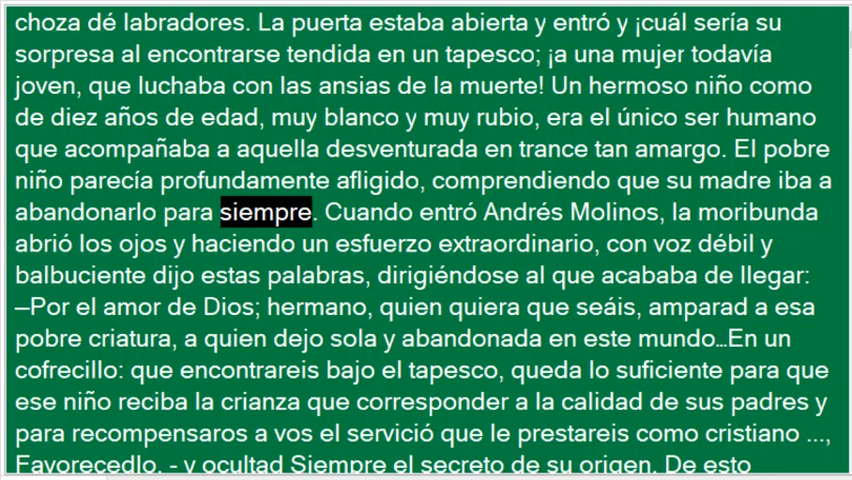 choza dé labradores. La puerta estaba abierta y entró y ¡cuál sería su
sorpresa al encontrarse tendida en un tapesco; ¡a una mujer todavía
joven, que luchaba con las ansias de la muerte! Un hermoso niño como
de diez años de edad, muy blanco y muy rubio, era el único ser humano
que acompañaba a aquella desventurada en trance tan amargo. El pobre
niño parecía profundamente afligido, comprendiendo que su madre iba a
abandonarlo para siempre. Cuando entró Andrés Molinos, la moribunda
abrió los ojos y haciendo un esfuerzo extraordinario, con voz débil y
balbuciente dijo estas palabras, dirigiéndose al que acababa de llegar:
—Por el amor de Dios; hermano, quien quiera que seáis, amparad a esa
pobre criatura, a quien dejo sola y abandonada en este mundo…En un
cofrecillo: que encontrareis bajo el tapesco, queda lo suficiente para que
ese niño reciba la crianza que corresponder a la calidad de sus padres y
para recompensaros a vos el servició que le prestareis como cristiano ...,
Favorecedlo, - y ocultad Siempre el secreto de su origen. De esto